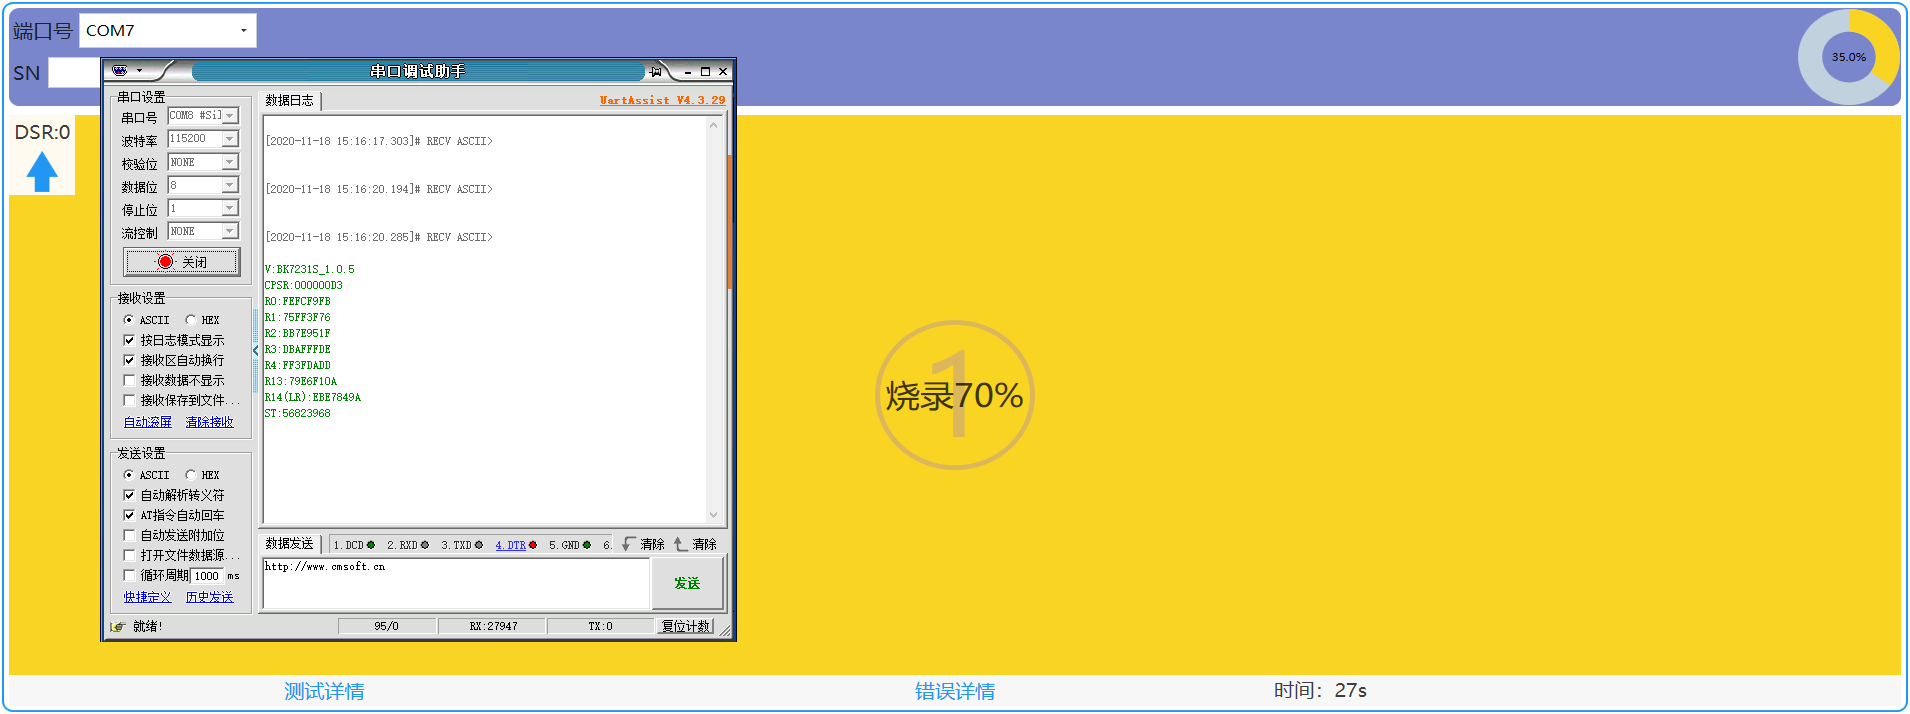 端口号 COM7
35.0%
SN
DSR:0
串口调试助手
串口设置
串口号 COM8 #Sil
波特率 115200
校验位 NONE
数据位 8
停止位 1
流控制 NONE
关闭
接收设置
ASCII HEX
按日志模式显示
接收区自动换行
接收数据不显示
接收保存到文件...
自动滚屏 清除接收
发送设置
ASCII HEX
自动解析转义符
AT指令自动回车
自动发送附加位
打开文件数据源...
循环周期 1000 ms
快捷定义 历史发送
数据日志 UartAssist V4.3.29
[2020-11-18 15:16:17.303]# RECV ASCII>
[2020-11-18 15:16:20.194]# RECV ASCII>
[2020-11-18 15:16:20.285]# RECV ASCII>
V:BK7231S_1.0.5
CPSR:000000D3
R0:FEFCF9FB
R1:75FF3F76
R2:BB7E951F
R3:DBAFFFDE
R4:FF3FDADD
R13:79E6F10A
R14(LR):EBE7849A
ST:56823968
数据发送 1.DCD 2.RXD 3.TXD 4.DTR 5.GND 6. 清除 清除
http://www.cmsoft.cn
发送
就绪! 95/0 RX:27947 TX:0 复位计数
1
烧录70%
测试详情 错误详情 时间：27s